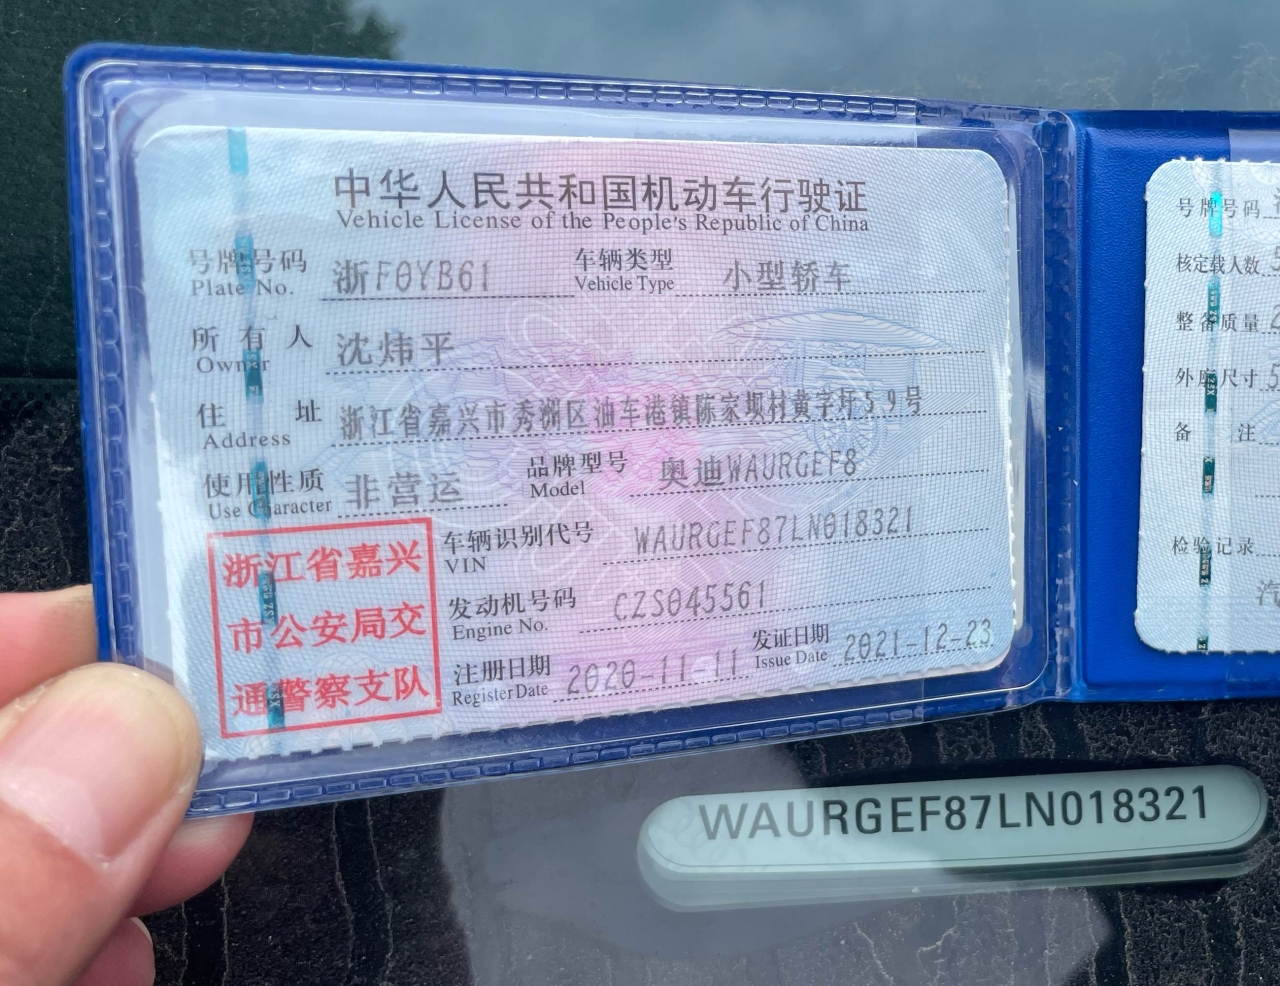 中华人民共和国机动车行驶证
Vehicle License of the People's Republic of China
号牌号码 浙F0YB61 车辆类型 小型轿车
Plate No. Vehicle Type
所有人 沈炜平
Owner
住址 浙江省嘉兴市秀洲区油车港镇陈家坝村黄字圩59号
Address
使用性质 非营运 品牌型号 奥迪WAURGEF8
Use Character Model
浙江省嘉兴
市公安局交
通警察支队
车辆识别代号 WAURGEF87LN018321
VIN
发动机号码 CZS045561
Engine No.
注册日期 2020-11-11 发证日期 2021-12-23
Register Date Issue Date
号牌号码
核定载人数 5
整备质量 2
外廓尺寸 5
备注
检验记录
汽
WAURGEF87LN018321